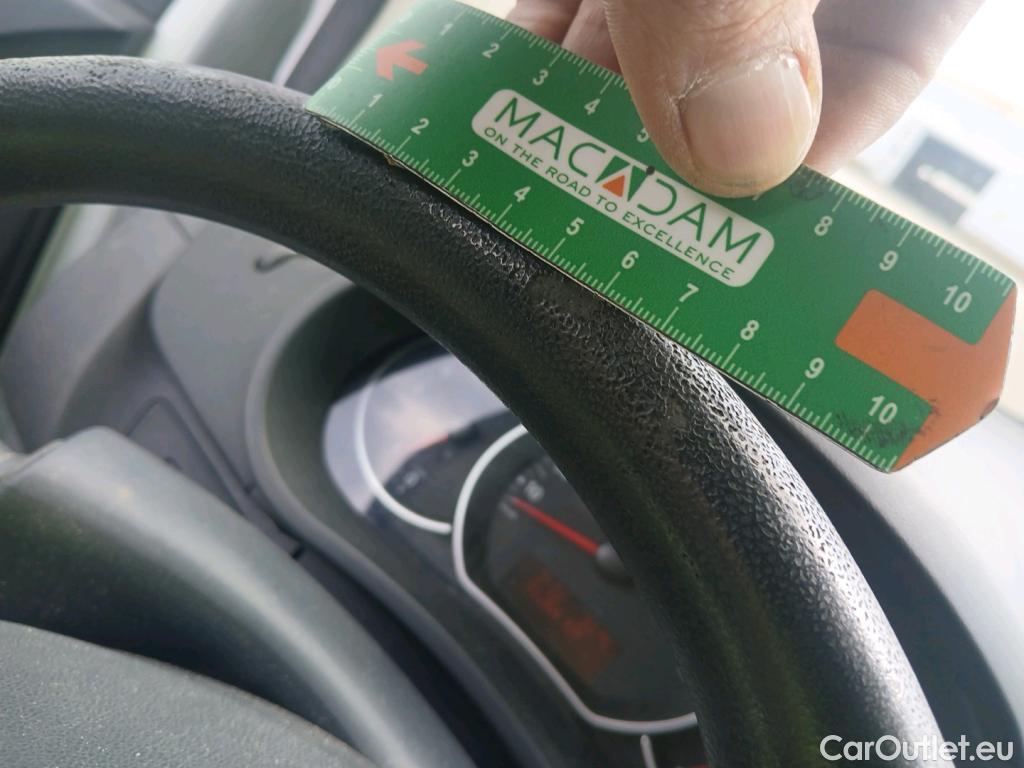 1 2 3 4 5 8 9 10
MACADAM
ON THE ROAD TO EXCELLENCE
1 2 3 4 5 6 7 8 9 10
CarOutlet.eu